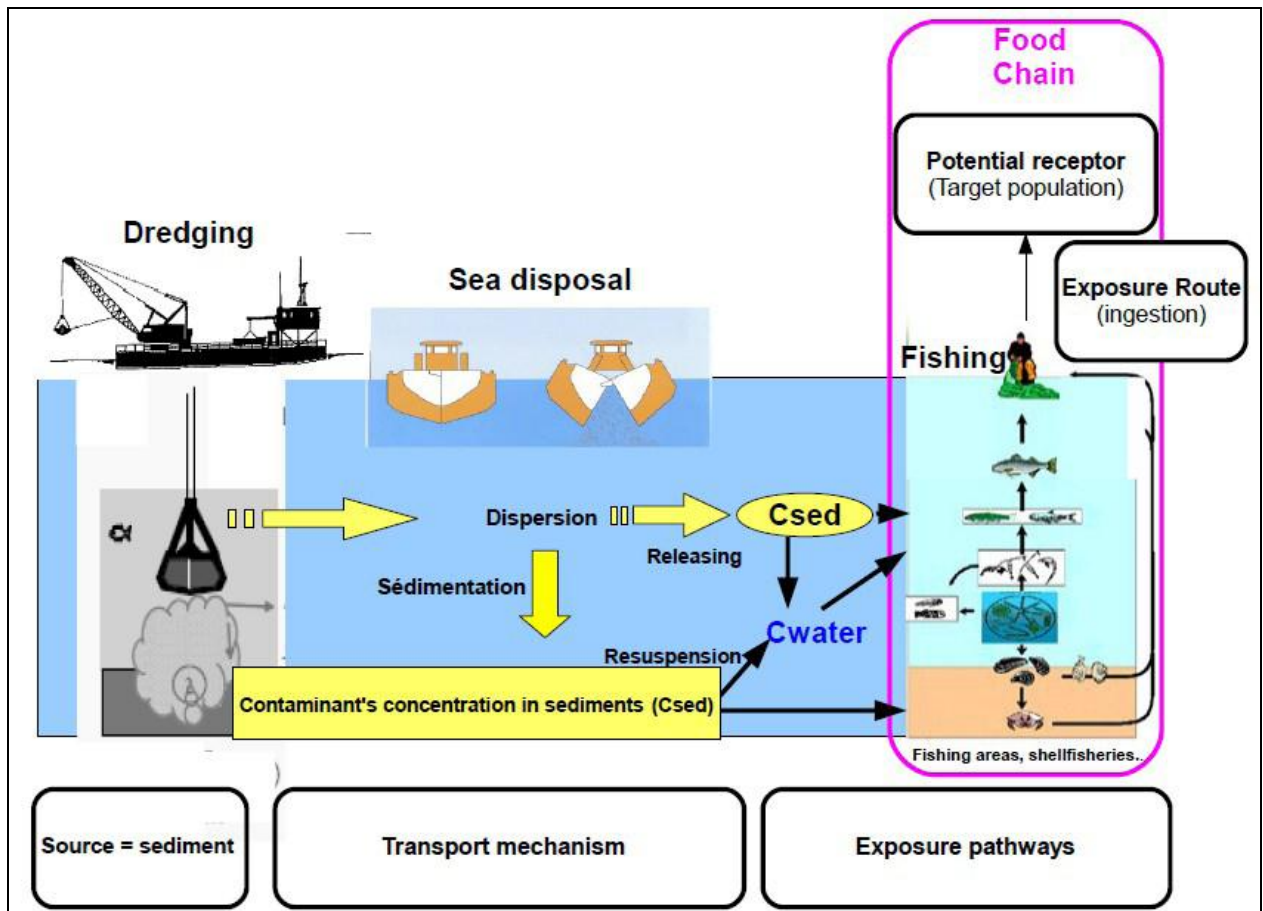 Food
Chain
Potential receptor
(Target population)
Dredging
Sea disposal
Exposure Route
(ingestion)
Fishing
Dispersion
Csed
Releasing
Sédimentation
Cwater
Resuspension
Contaminant's concentration in sediments (Csed)
Fishing areas, shellfisheries..
Source = sediment
Transport mechanism
Exposure pathways